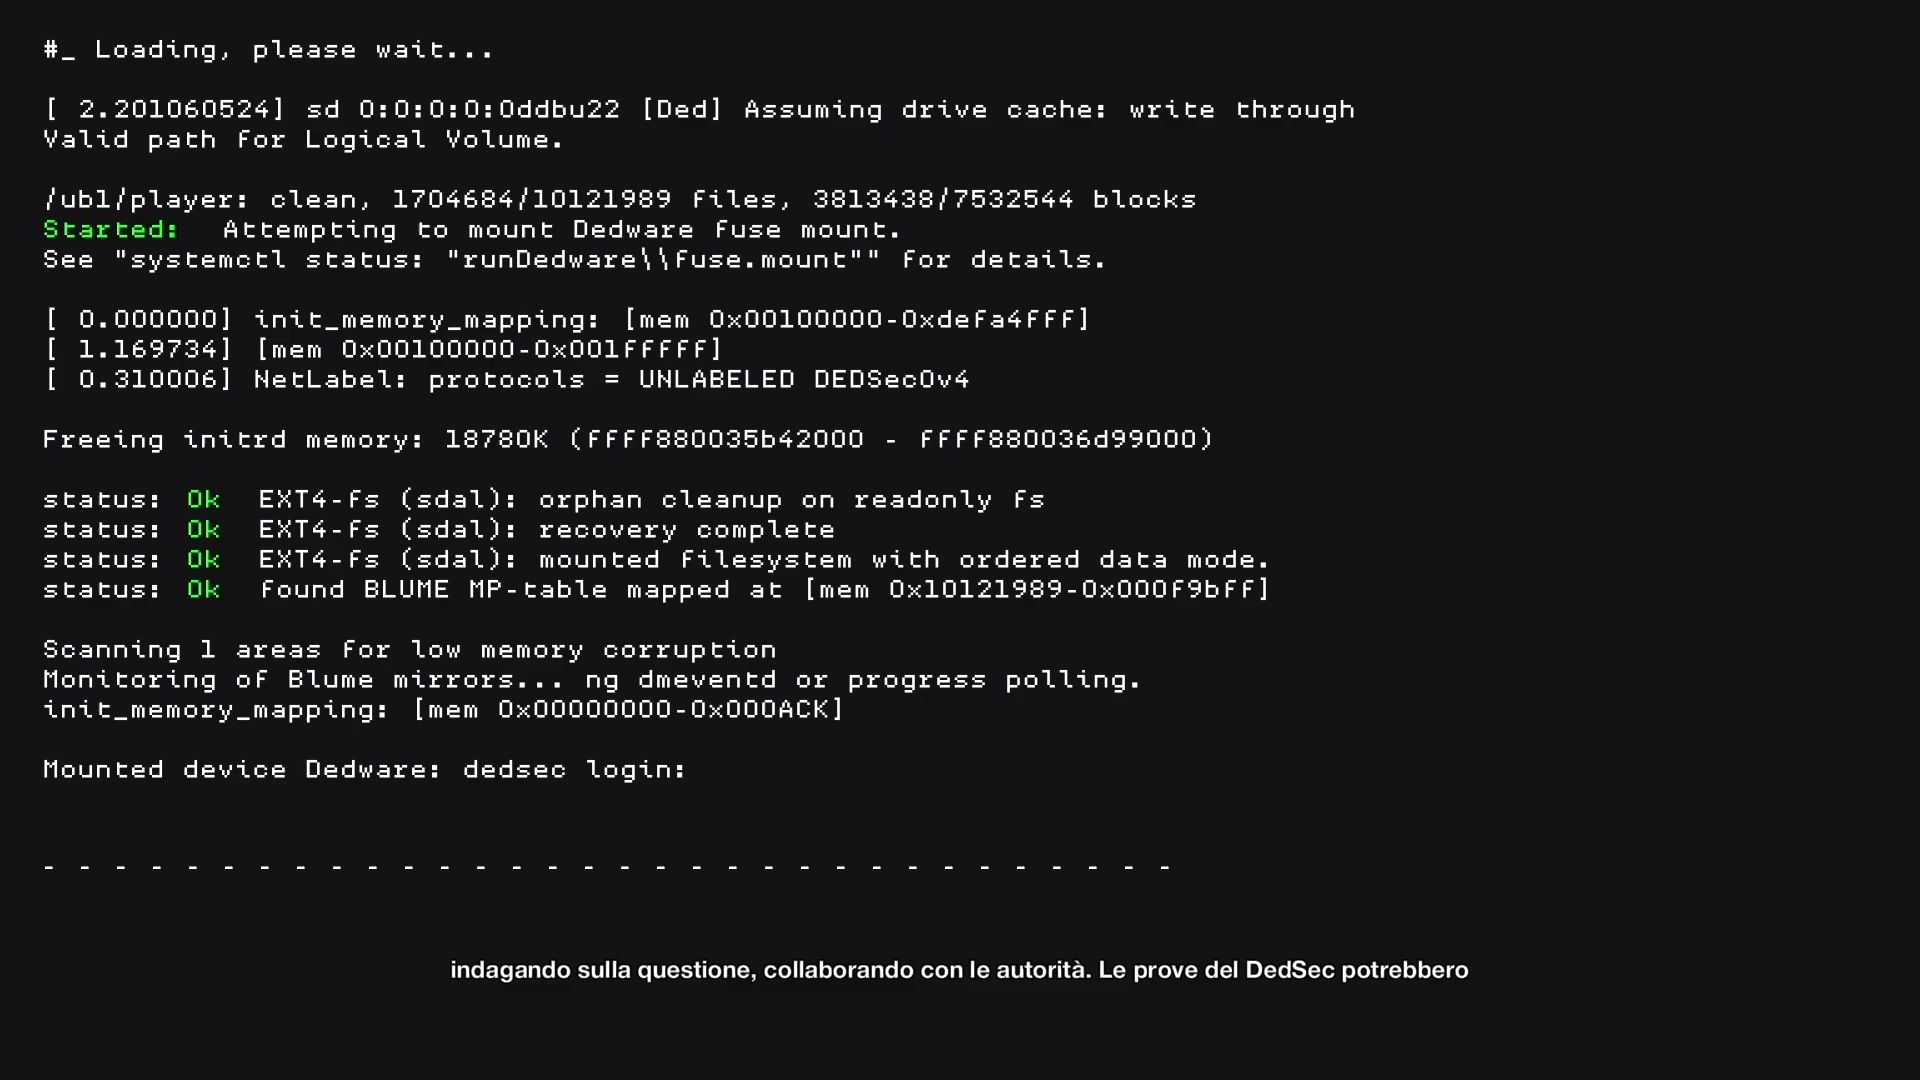 #_ Loading, please wait...
[ 2.201060524] sd 0:0:0:0:0ddbu22 [Ded] Assuming drive cache: write through
Valid path for Logical Volume.
/ubl/player: clean, 1704684/10121989 files, 3813438/7532544 blocks
Started: Attempting to mount Dedware fuse mount.
See "systemctl status: "runDedware\\fuse.mount"" for details.
[ 0.000000] init_memory_mapping: [mem 0x00100000-0xdefa4fff]
[ 1.169734] [mem 0x00100000-0x001fffff]
[ 0.310006] NetLabel: protocols = UNLABELED DEDSecOv4
Freeing initrd memory: 18780K (ffff880035b42000 - ffff880036d99000)
status: Ok EXT4-fs (sdal): orphan cleanup on readonly fs
status: Ok EXT4-fs (sdal): recovery complete
status: Ok EXT4-fs (sdal): mounted filesystem with ordered data mode.
status: Ok found BLUME MP-table mapped at [mem 0x10121989-0x000f9bff]
Scanning 1 areas for low memory corruption
Monitoring of Blume mirrors... ng dmeventd or progress polling.
init_memory_mapping: [mem 0x00000000-0x000ACK]
Mounted device Dedware: dedsec login:
- - - - - - - - - - - - - - - - - - - - - - - - - - - - - - - -
indagando sulla questione, collaborando con le autorità. Le prove del DedSec potrebbero